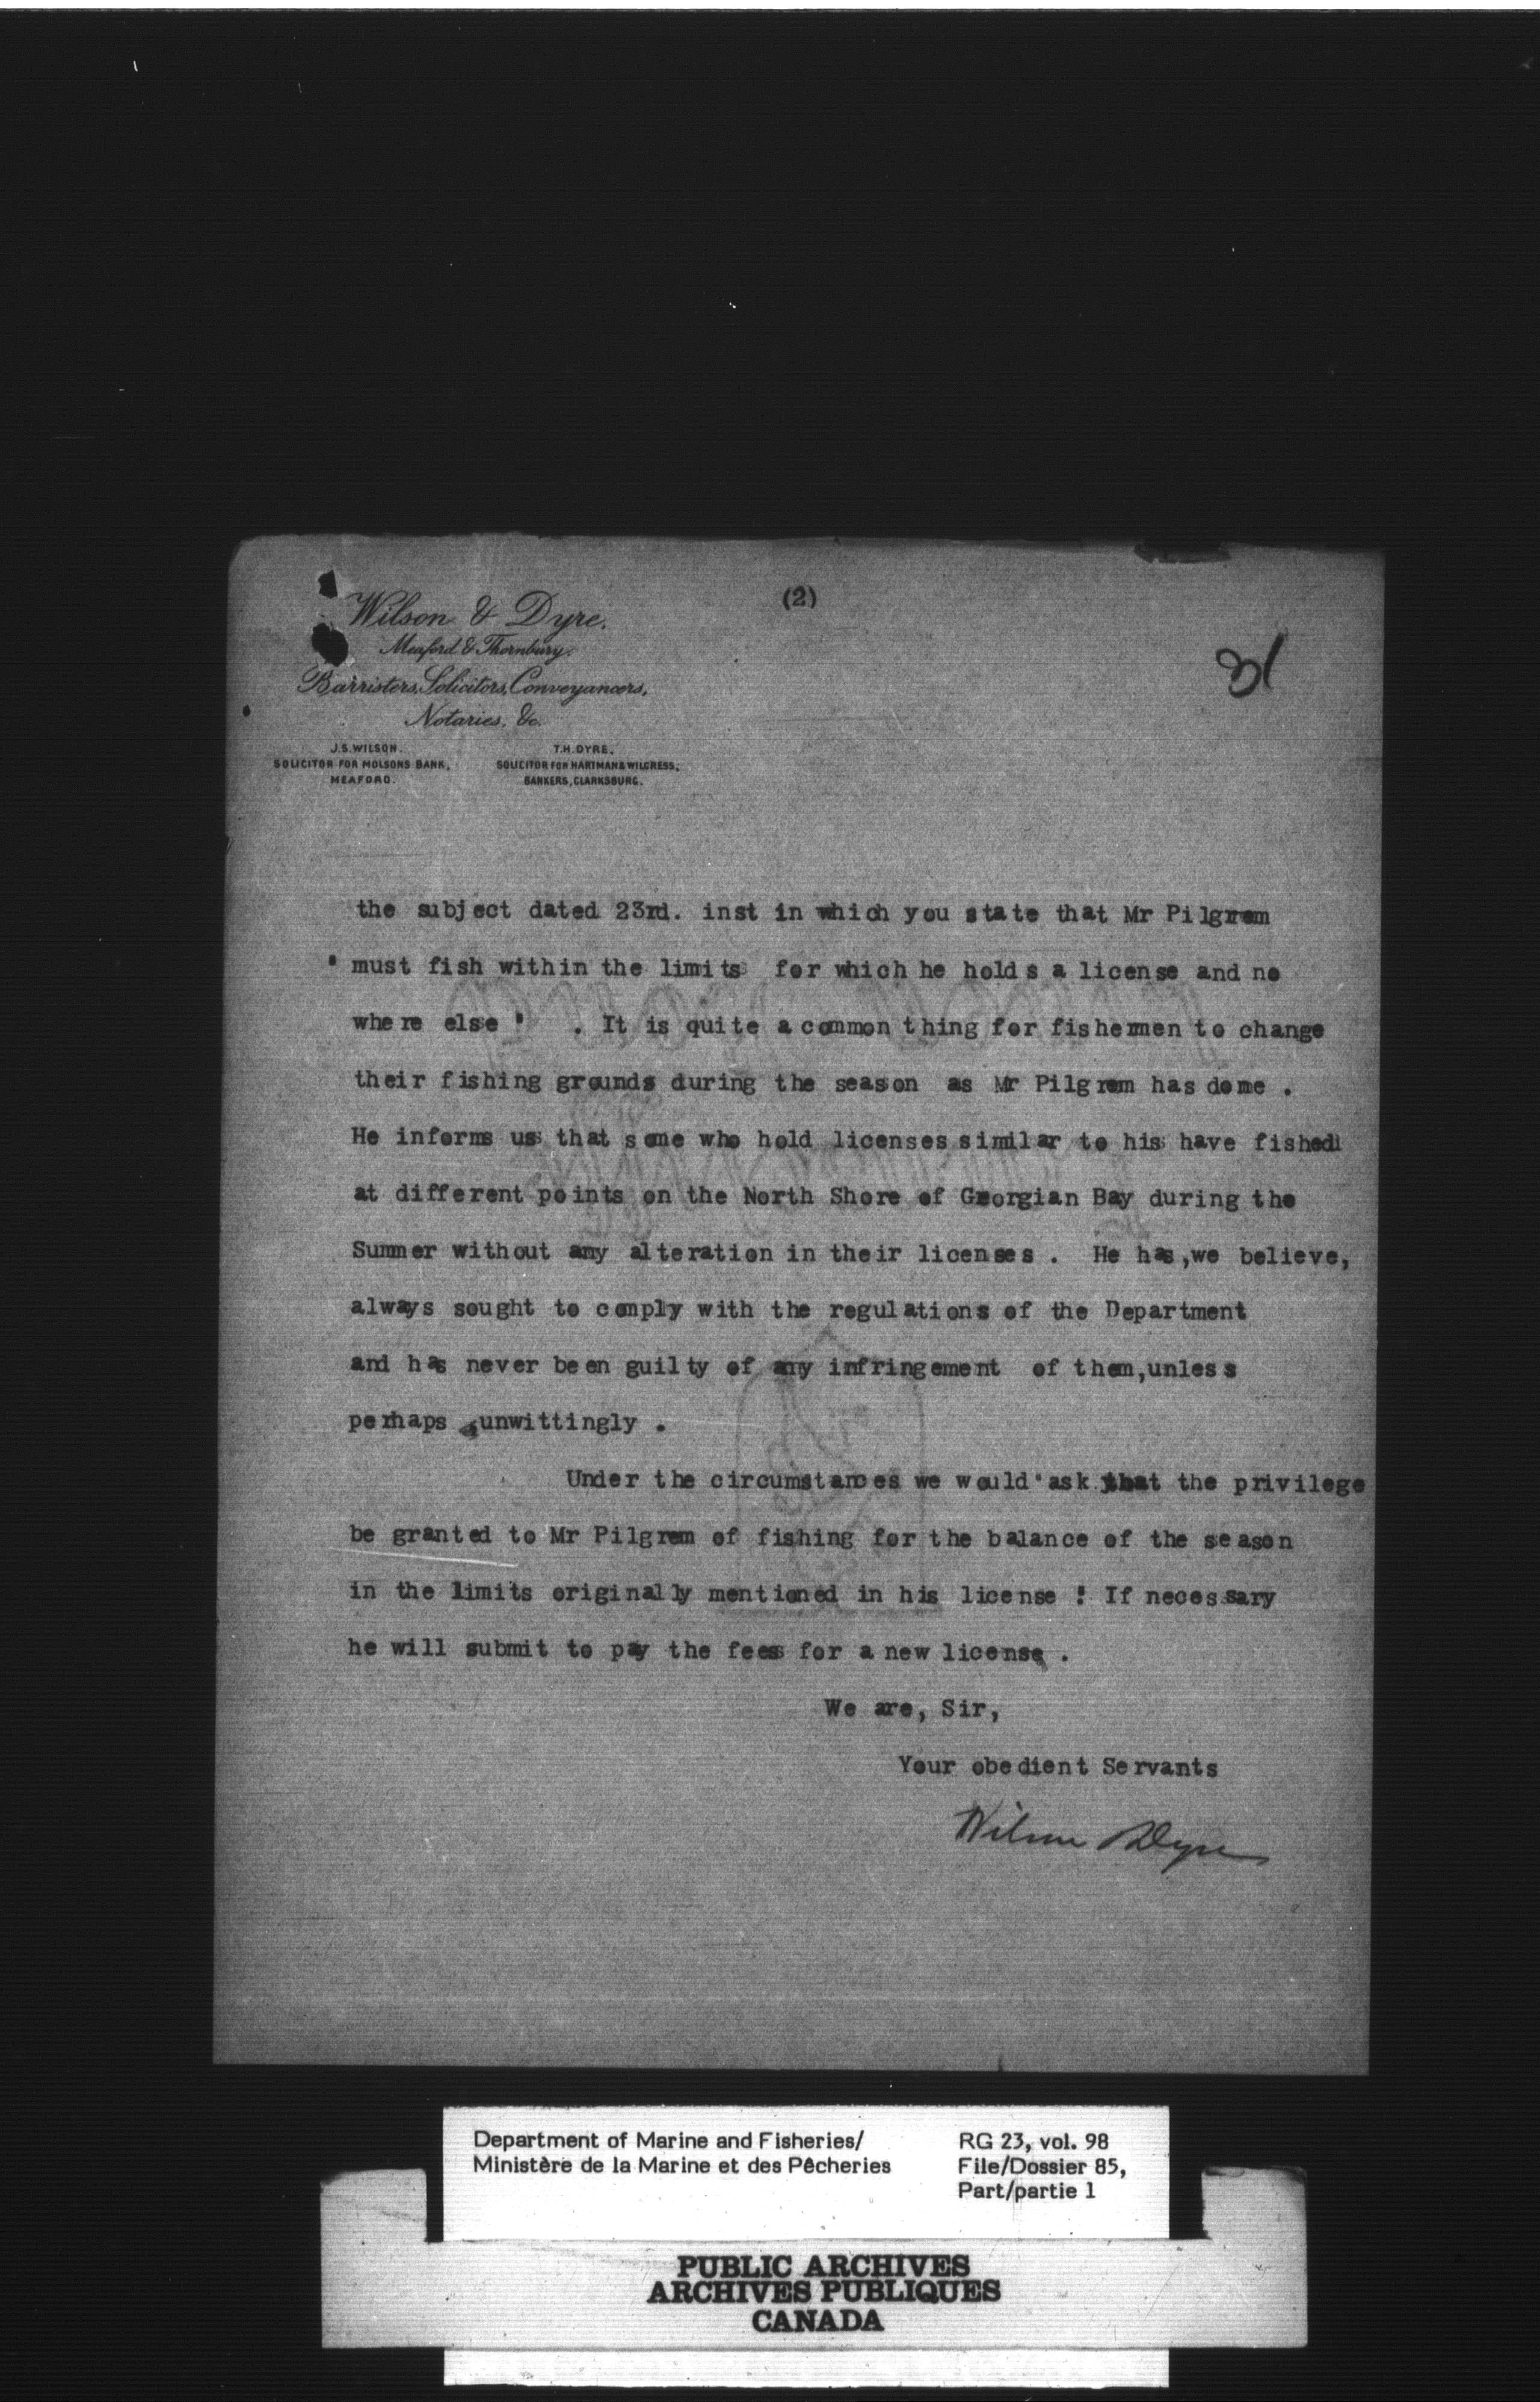 (2)
31
Wilson & Dyre.
Meaford & Thornbury.
Barristers, Solicitors, Conveyancers,
Notaries, &c.
J.S. WILSON.
SOLICITOR FOR MOLSONS BANK,
MEAFORD.
T.H. DYRE,
SOLICITOR FOR HARTMAN & WILGRESS,
BANKERS, CLARKSBURG.
the subject dated 23rd. inst in which you state that Mr Pilgrem
" must fish within the limits for which he holds a license and no
where else " . It is quite a common thing for fishermen to change
their fishing grounds during the season as Mr Pilgrem has dome .
He informs us that some who hold licenses similar to his have fished
at different points on the North Shore of Georgian Bay during the
Summer without any alteration in their licenses . He has, we believe,
always sought to comply with the regulations of the Department
and has never been guilty of any infringement of them, unless
perhaps unwittingly .
Under the circumstances we would ask that the privilege
be granted to Mr Pilgrem of fishing for the balance of the season
in the limits originally mentioned in his license ! If necessary
he will submit to pay the fees for a new license .
We are, Sir,
Your obedient Servants
Wilson & Dyre
Department of Marine and Fisheries/
Ministère de la Marine et des Pêcheries
RG 23, vol. 98
File/Dossier 85,
Part/partie 1
PUBLIC ARCHIVES
ARCHIVES PUBLIQUES
CANADA